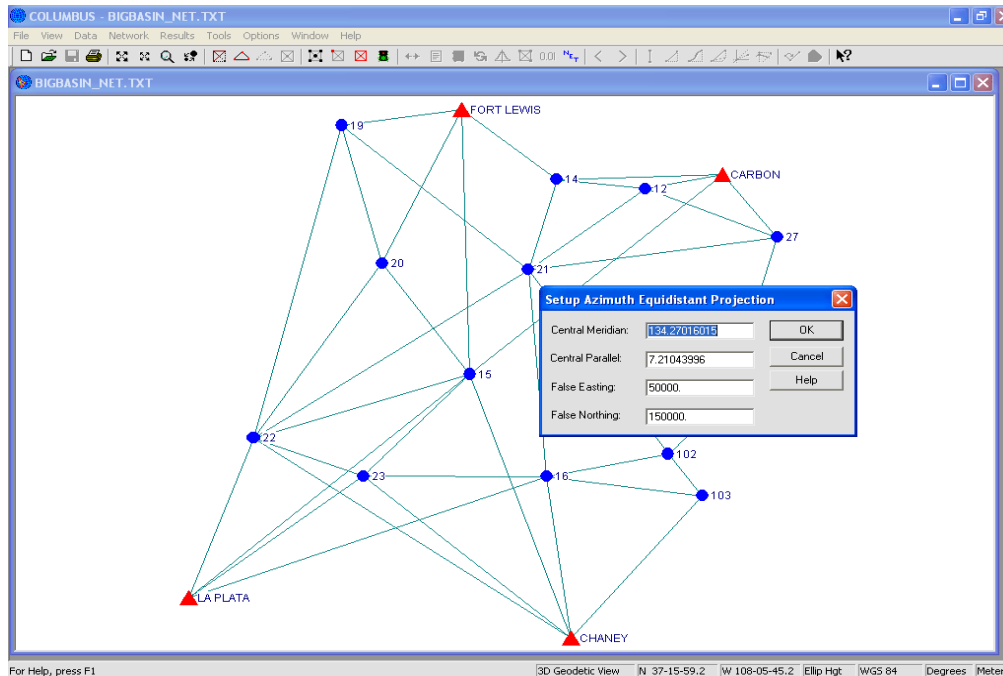 COLUMBUS - BIGBASIN_NET.TXT
File View Data Network Results Tools Options Window Help
0.01
BIGBASIN_NET.TXT
FORT LEWIS
19
14
CARBON
12
27
20
21
Setup Azimuth Equidistant Projection
Central Meridian: 134.27016015 OK
Central Parallel: 7.21043996 Cancel
False Easting: 50000. Help
False Northing: 150000.
15
22
102
23
16
103
LA PLATA
CHANEY
For Help, press F1 3D Geodetic View N 37-15-59.2 W 108-05-45.2 Ellip Hgt WGS 84 Degrees Meter